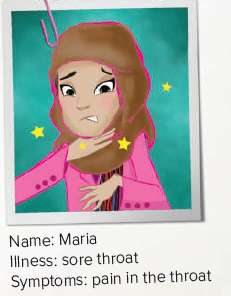 Name: Maria
Illness: sore throat
Symptoms: pain in the throat